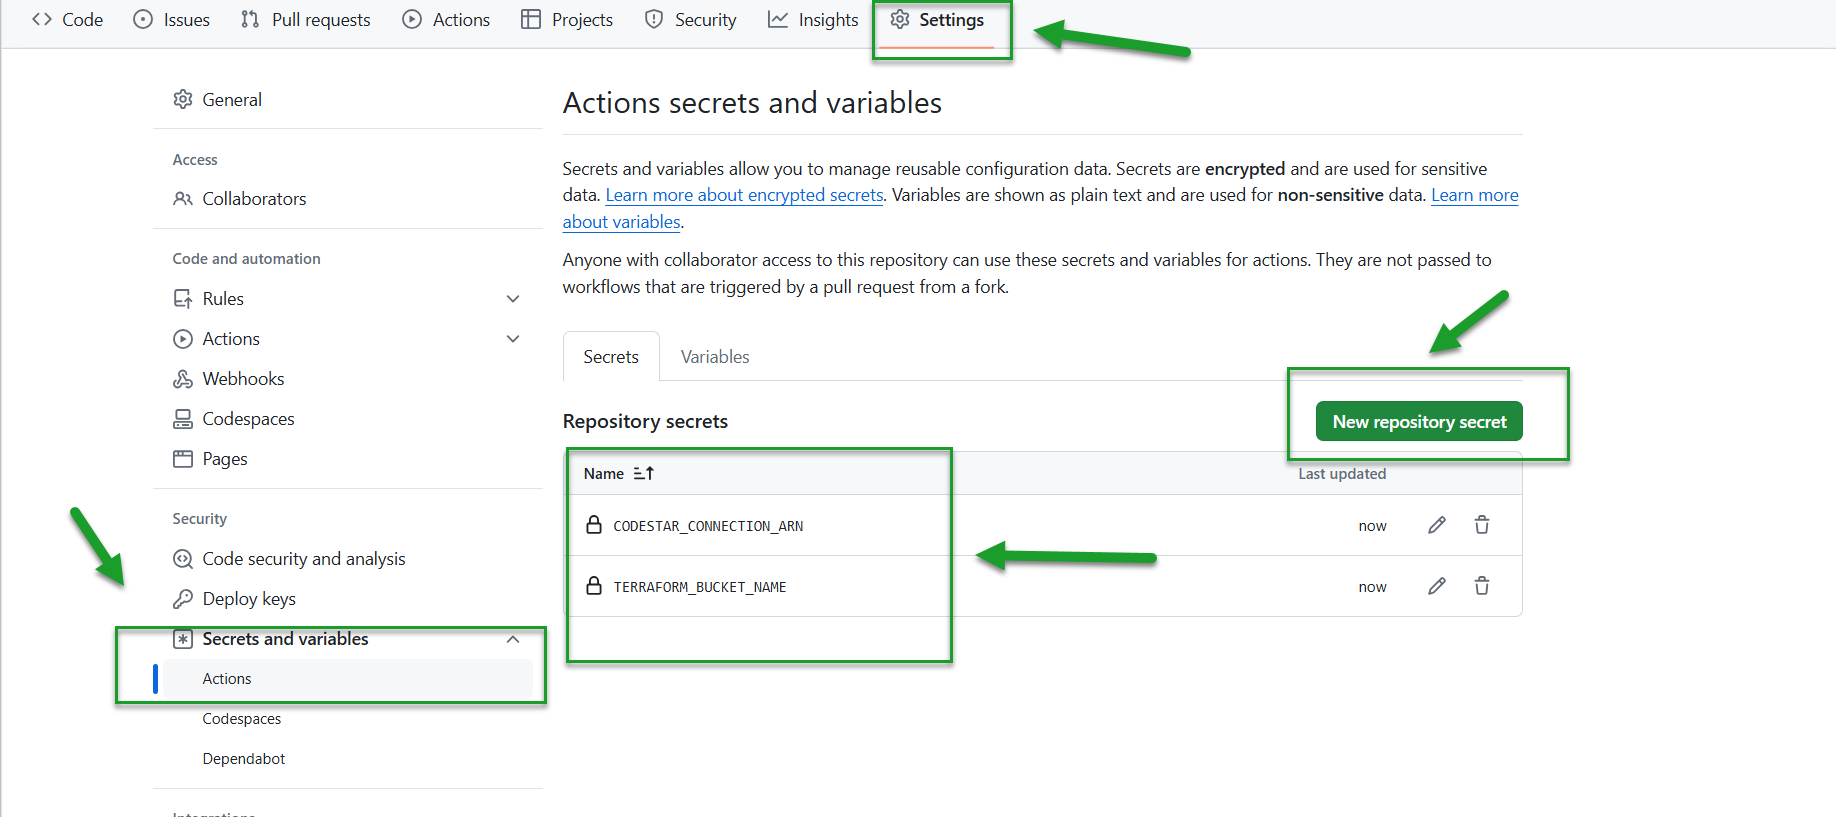 Code Issues Pull requests Actions Projects Security Insights Settings
General
Access
Collaborators
Code and automation
Rules
Actions
Webhooks
Codespaces
Pages
Security
Code security and analysis
Deploy keys
Secrets and variables
Actions
Codespaces
Dependabot
Integrations
Actions secrets and variables
Secrets and variables allow you to manage reusable configuration data. Secrets are encrypted and are used for sensitive
data. Learn more about encrypted secrets. Variables are shown as plain text and are used for non-sensitive data. Learn more
about variables.
Anyone with collaborator access to this repository can use these secrets and variables for actions. They are not passed to
workflows that are triggered by a pull request from a fork.
Secrets Variables
Repository secrets
New repository secret
Name Last updated
CODESTAR_CONNECTION_ARN now
TERRAFORM_BUCKET_NAME now